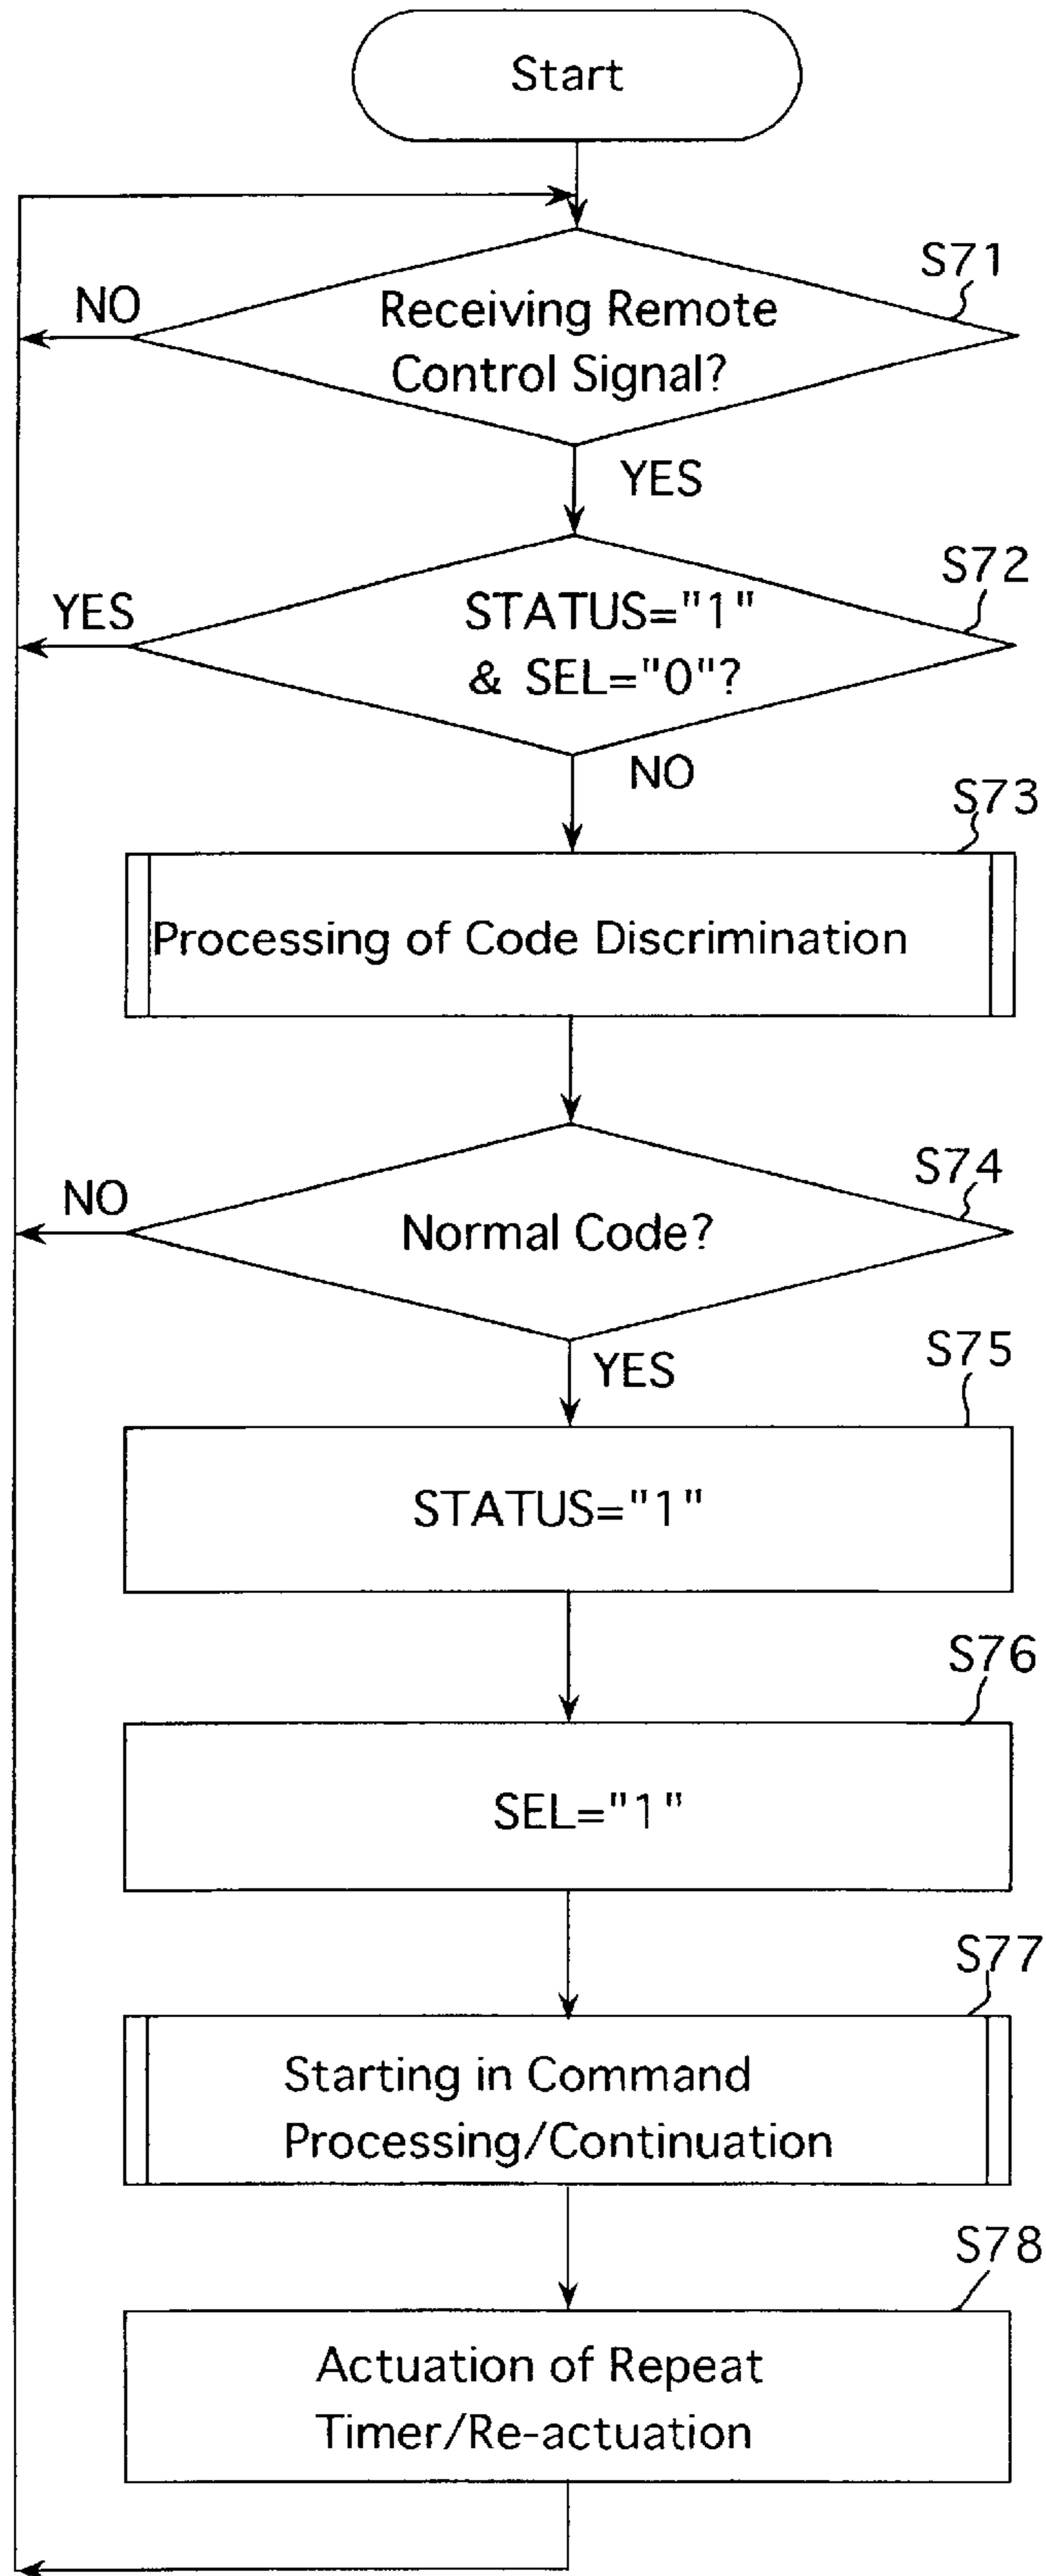 Start
S71
NO
Receiving Remote
Control Signal?
YES
S72
YES
STATUS="1"
& SEL="0"?
NO
S73
Processing of Code Discrimination
S74
NO
Normal Code?
YES
S75
STATUS="1"
S76
SEL="1"
S77
Starting in Command
Processing/Continuation
S78
Actuation of Repeat
Timer/Re-actuation